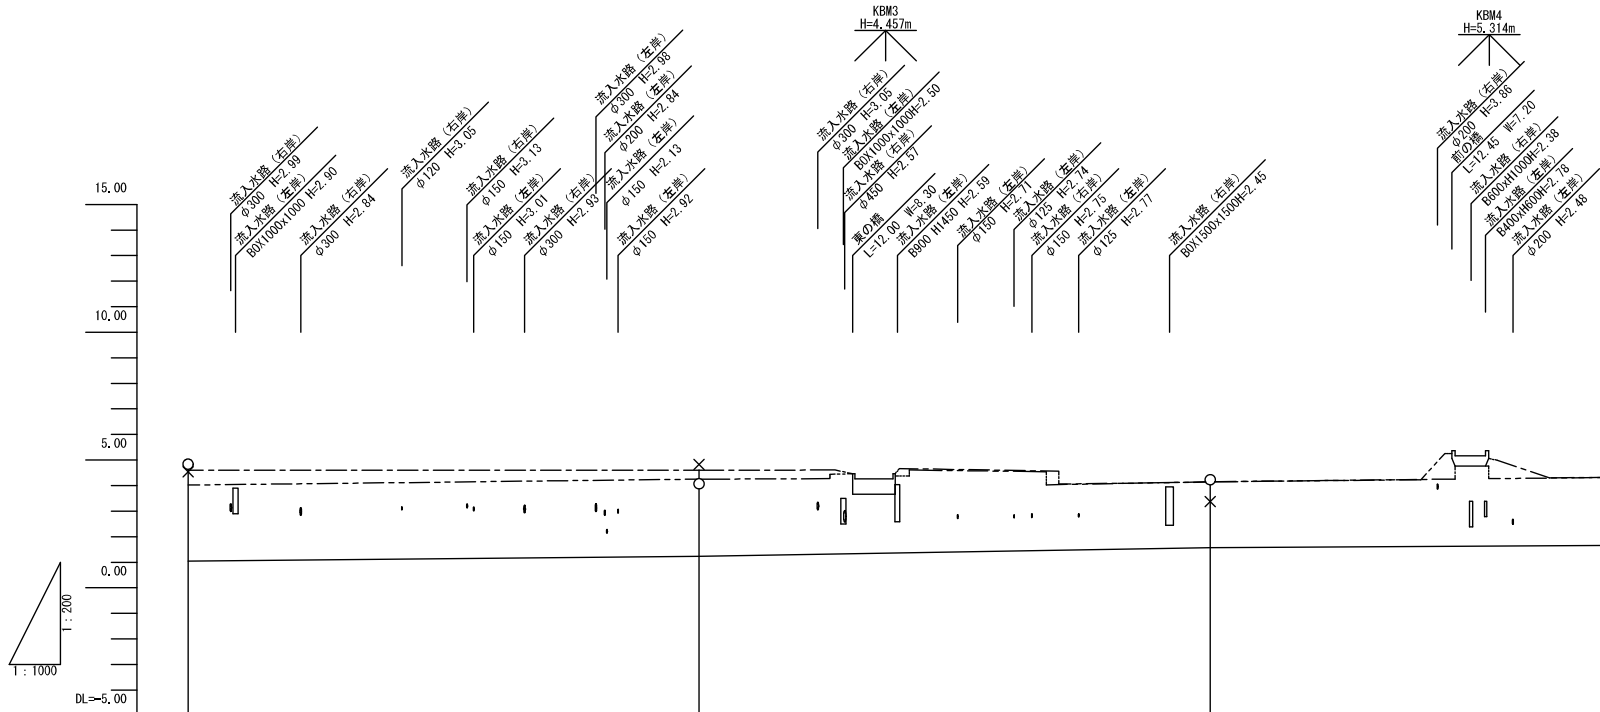 KBM3
H=4.457m
KBM4
H=5.314m
流入水路 (右岸)
φ300 H=2.99
流入水路 (左岸)
BOX1000x1000 H=2.90
流入水路 (右岸)
φ300 H=2.84
流入水路 (右岸)
φ120 H=3.05
流入水路 (右岸)
φ150 H=3.13
流入水路 (左岸)
φ150 H=3.01
流入水路 (右岸)
φ300 H=2.93
流入水路 (左岸)
φ300 H=2.98
流入水路 (左岸)
φ200 H=2.84
流入水路 (左岸)
φ150 H=2.13
流入水路 (左岸)
φ150 H=2.92
流入水路 (右岸)
φ300 H=3.05
流入水路 (左岸)
BOX1000x1000H=2.50
流入水路 (右岸)
φ450 H=2.57
東の橋
L=12.00 W=8.30
流入水路 (左岸)
B900 H1450 H=2.59
流入水路 (左岸)
φ150 H=2.71
流入水路 (左岸)
φ125 H=2.74
流入水路 (右岸)
φ150 H=2.75
流入水路 (左岸)
φ125 H=2.77
流入水路 (右岸)
BOX1500x1500H=2.45
流入水路 (右岸)
φ200 H=3.86
前の橋
L=12.45 W=7.20
流入水路 (右岸)
B600xH1000H=2.38
流入水路 (左岸)
B400xH600H=2.78
流入水路 (左岸)
φ200 H=2.48
15.00
10.00
5.00
0.00
DL=-5.00
1 : 200
1 : 1000